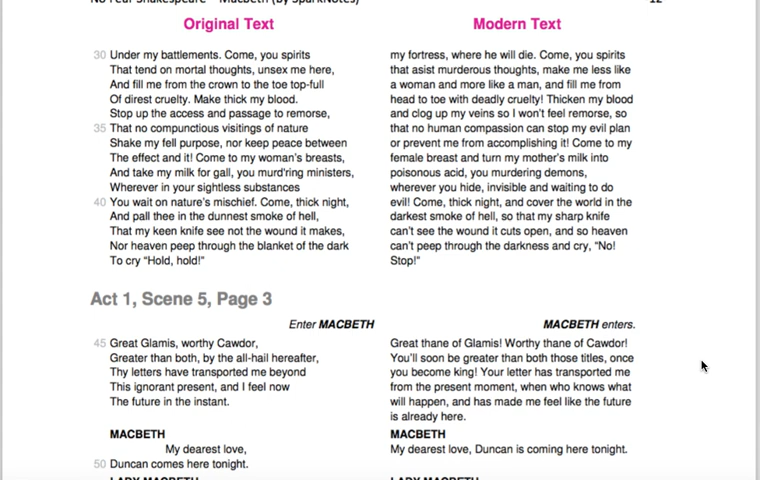 No Fear Shakespeare – Macbeth (by SparkNotes) 12
Original Text
30 Under my battlements. Come, you spirits
That tend on mortal thoughts, unsex me here,
And fill me from the crown to the toe top-full
Of direst cruelty. Make thick my blood.
Stop up the access and passage to remorse,
35 That no compunctious visitings of nature
Shake my fell purpose, nor keep peace between
The effect and it! Come to my woman's breasts,
And take my milk for gall, you murd'ring ministers,
Wherever in your sightless substances
40 You wait on nature's mischief. Come, thick night,
And pall thee in the dunnest smoke of hell,
That my keen knife see not the wound it makes,
Nor heaven peep through the blanket of the dark
To cry “Hold, hold!”
Modern Text
my fortress, where he will die. Come, you spirits
that asist murderous thoughts, make me less like
a woman and more like a man, and fill me from
head to toe with deadly cruelty! Thicken my blood
and clog up my veins so I won't feel remorse, so
that no human compassion can stop my evil plan
or prevent me from accomplishing it! Come to my
female breast and turn my mother's milk into
poisonous acid, you murdering demons,
wherever you hide, invisible and waiting to do
evil! Come, thick night, and cover the world in the
darkest smoke of hell, so that my sharp knife
can't see the wound it cuts open, and so heaven
can't peep through the darkness and cry, “No!
Stop!”
Act 1, Scene 5, Page 3
Enter MACBETH
45 Great Glamis, worthy Cawdor,
Greater than both, by the all-hail hereafter,
Thy letters have transported me beyond
This ignorant present, and I feel now
The future in the instant.
MACBETH
My dearest love,
50 Duncan comes here tonight.
LADY MACBETH
MACBETH enters.
Great thane of Glamis! Worthy thane of Cawdor!
You'll soon be greater than both those titles, once
you become king! Your letter has transported me
from the present moment, when who knows what
will happen, and has made me feel like the future
is already here.
MACBETH
My dearest love, Duncan is coming here tonight.
LADY MACBETH